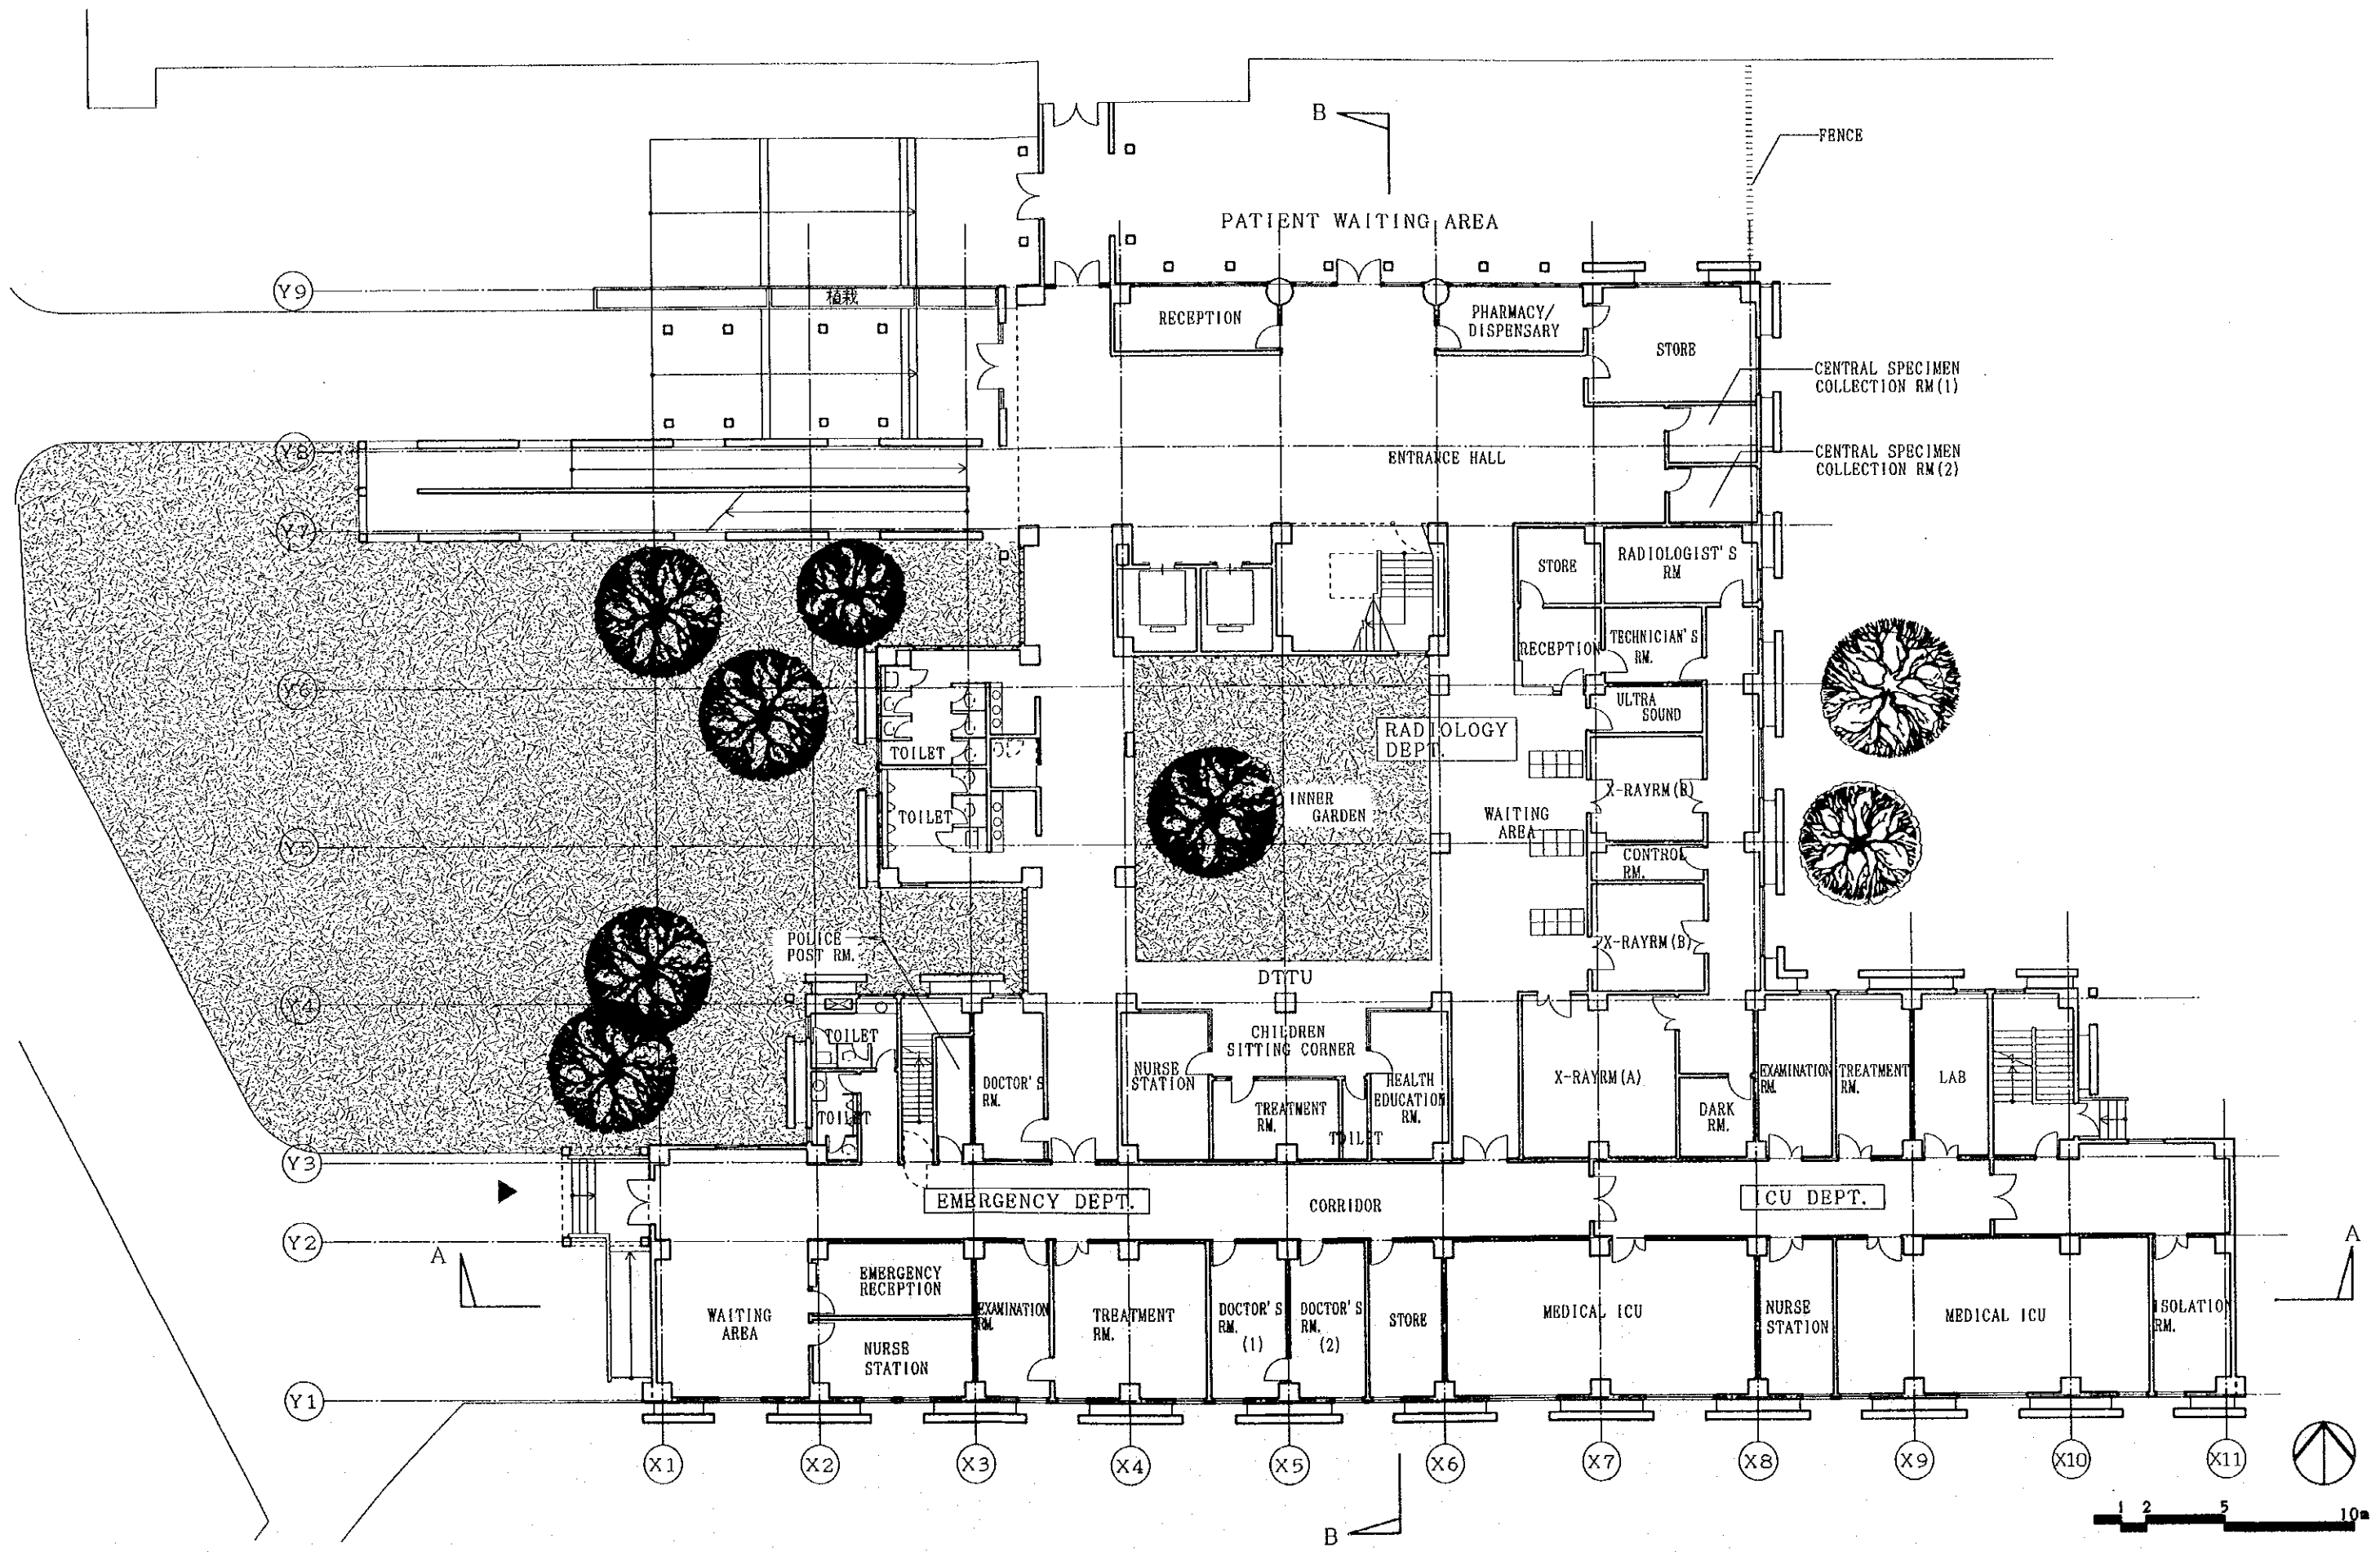 B
FENCE
PATIENT WAITING AREA
Y9
植栽
RECEPTION
PHARMACY/
DISPENSARY
STORE
CENTRAL SPECIMEN
COLLECTION RM(1)
Y8
ENTRANCE HALL
CENTRAL SPECIMEN
COLLECTION RM(2)
Y7
STORE
RADIOLOGIST'S
RM
RECEPTION
TECHNICIAN'S
RM.
Y6
ULTRA
SOUND
TOILET
RADIOLOGY
DEPT.
X-RAYRM(B)
INNER
GARDEN
TOILET
WAITING
AREA
Y5
CONTROL
RM.
POLICE
POST RM.
X-RAYRM(B)
DTTU
Y4
TOILET
CHILDREN
SITTING CORNER
NURSE
STATION
DOCTOR'S
RM.
HEALTH
EDUCATION
RM.
X-RAYRM(A)
EXAMINATION
RM.
TREATMENT
RM.
LAB
TOILET
TREATMENT
RM.
TOILET
DARK
RM.
Y3
EMERGENCY DEPT.
CORRIDOR
ICU DEPT.
Y2
A
A
EMERGENCY
RECEPTION
WAITING
AREA
NURSE
STATION
EXAMINATION
RM.
TREATMENT
RM.
DOCTOR'S
RM.
(1)
DOCTOR'S
RM.
(2)
STORE
MEDICAL ICU
NURSE
STATION
MEDICAL ICU
ISOLATION
RM.
Y1
X1
X2
X3
X4
X5
X6
X7
X8
X9
X10
X11
B
1 2 5 10m